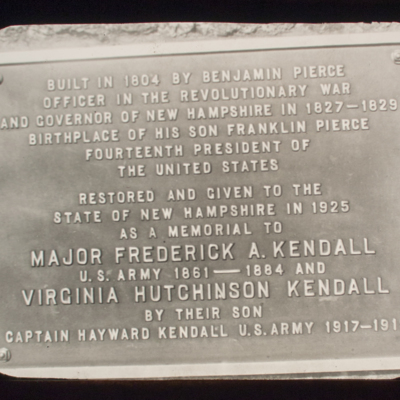 BUILT IN 1804 BY BENJAMIN PIERCE
OFFICER IN THE REVOLUTIONARY WAR
AND GOVERNOR OF NEW HAMPSHIRE IN 1827–1829
BIRTHPLACE OF HIS SON FRANKLIN PIERCE
FOURTEENTH PRESIDENT OF
THE UNITED STATES
RESTORED AND GIVEN TO THE
STATE OF NEW HAMPSHIRE IN 1925
AS A MEMORIAL TO
MAJOR FREDERICK A. KENDALL
U.S. ARMY 1861 — 1884 AND
VIRGINIA HUTCHINSON KENDALL
BY THEIR SON
CAPTAIN HAYWARD KENDALL U.S. ARMY 1917–191